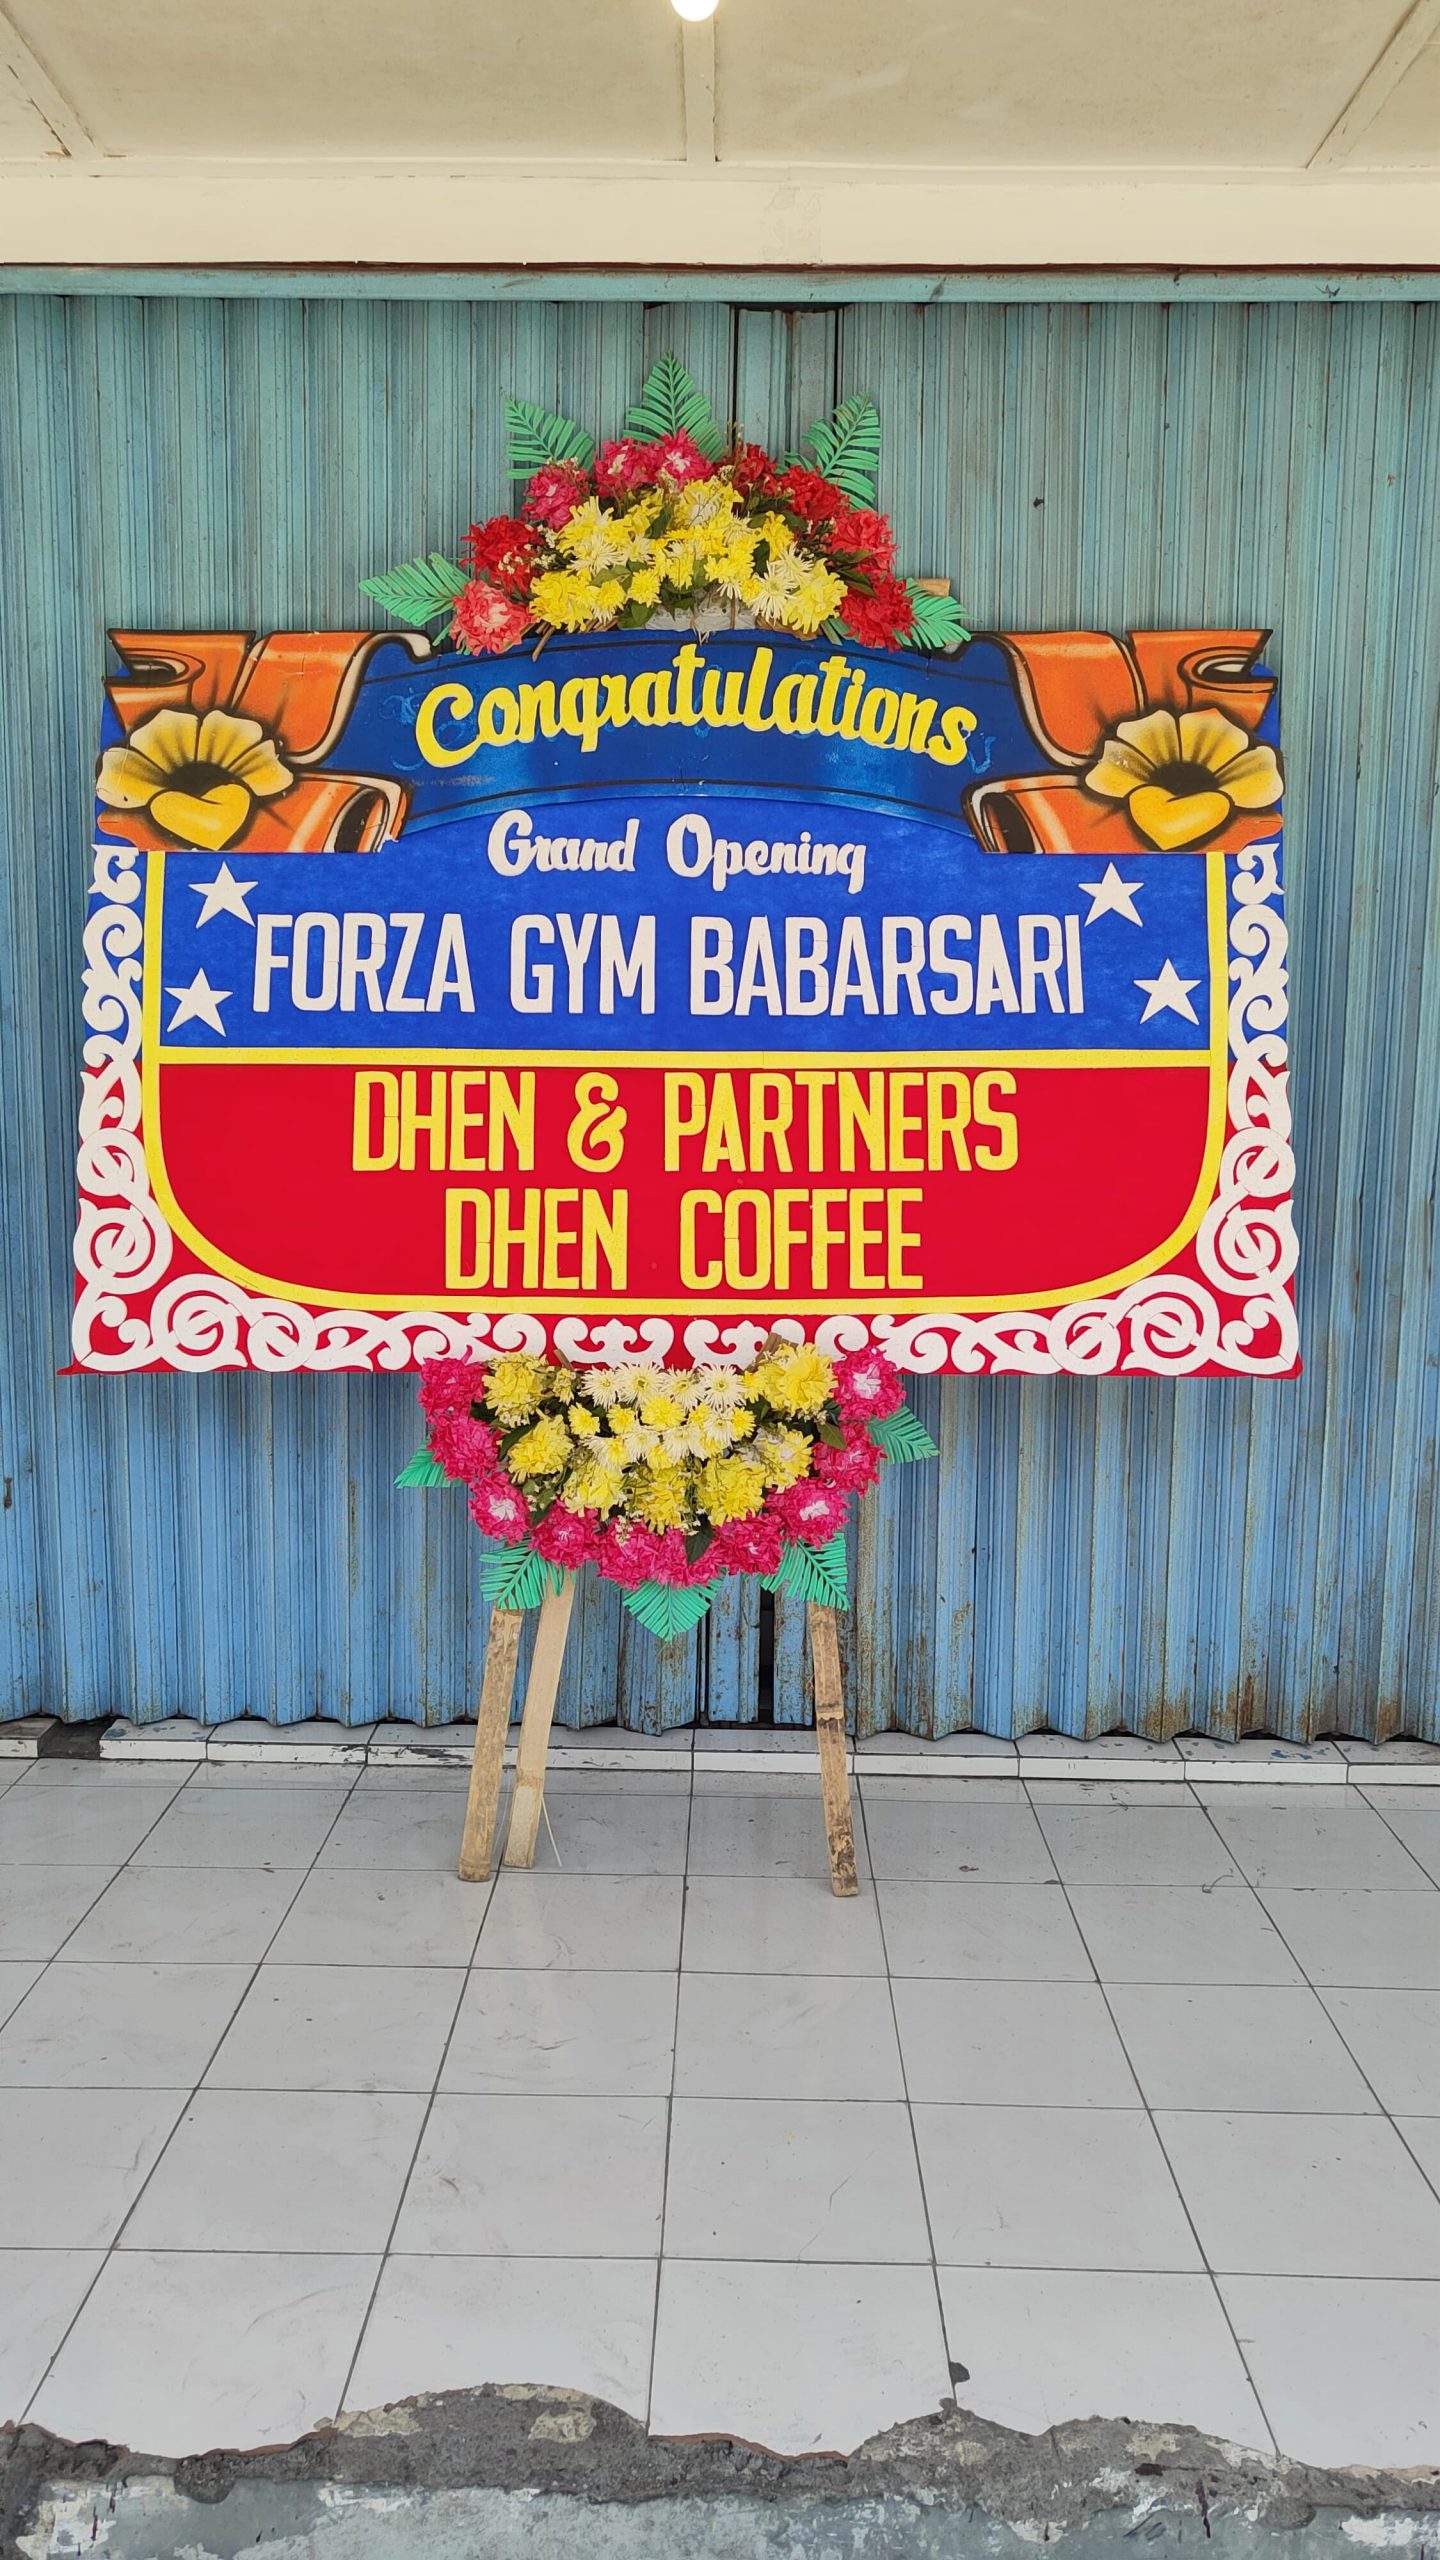 Congratulations
Grand Opening
FORZA GYM BABARSARI
DHEN & PARTNERS
DHEN COFFEE